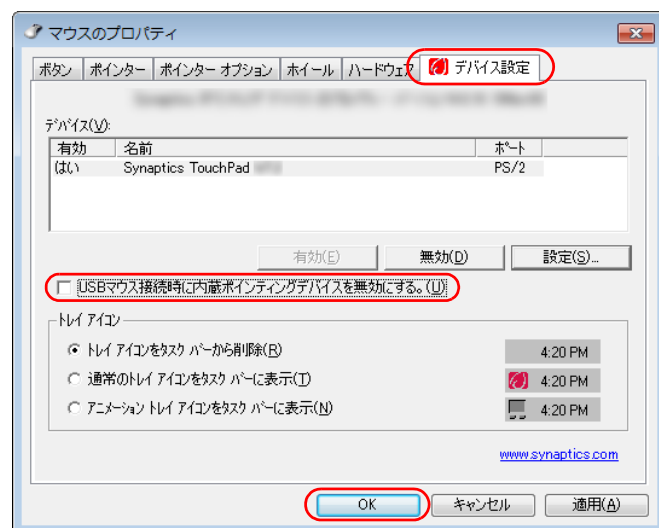 マウスのプロパティ
ボタン ポインター ポインター オプション ホイール ハードウェア デバイス設定
デバイス(V):
有効 名前 ポート
はい Synaptics TouchPad PS/2
有効(E) 無効(D) 設定(S)...
USBマウス接続時に内蔵ポインティングデバイスを無効にする。(U)
トレイ アイコン
トレイ アイコンをタスク バーから削除(R) 4:20 PM
通常のトレイ アイコンをタスク バーに表示(T) 4:20 PM
アニメーション トレイ アイコンをタスク バーに表示(N) 4:20 PM
www.synaptics.com
OK キャンセル 適用(A)